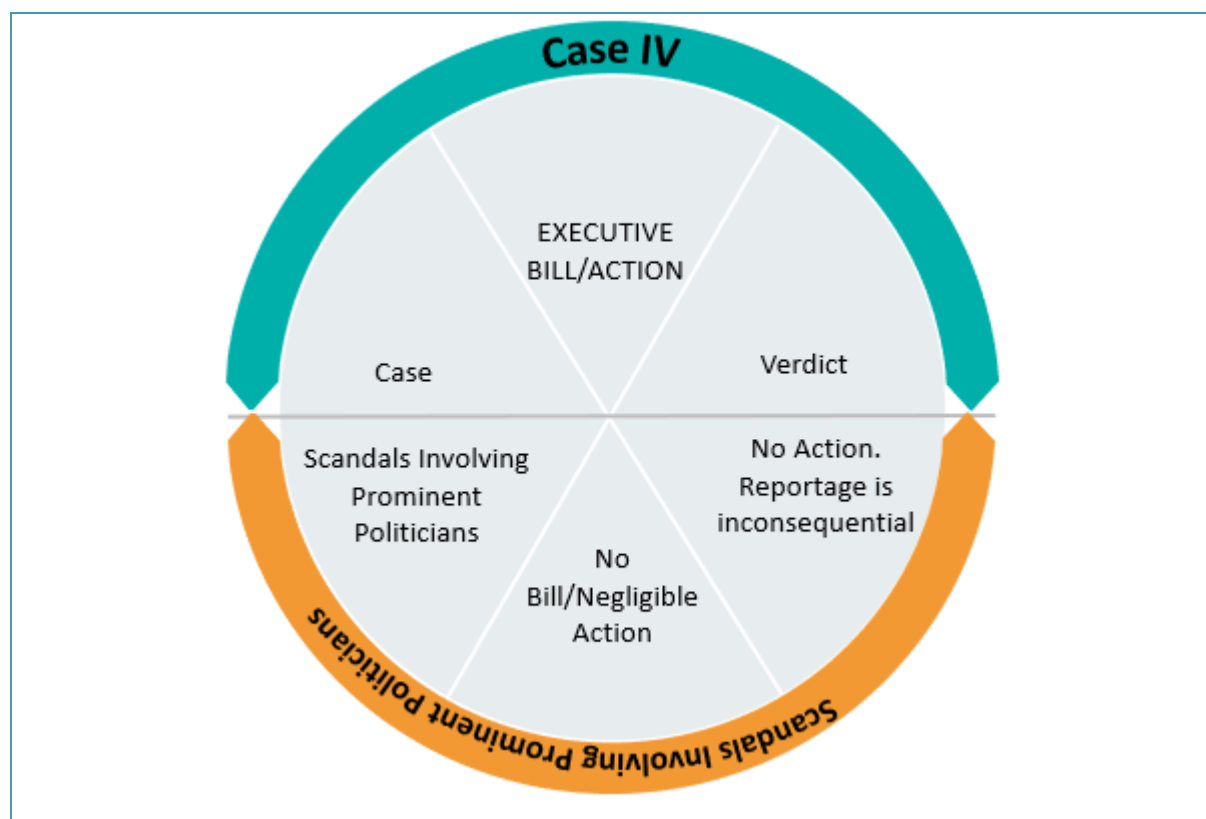 Case IV
EXECUTIVE
BILL/ACTION
Case
Verdict
Scandals Involving
Prominent
Politicians
No
Bill/Negligible
Action
No Action.
Reportage is
inconsequential
Scandals Involving Prominent Politicians